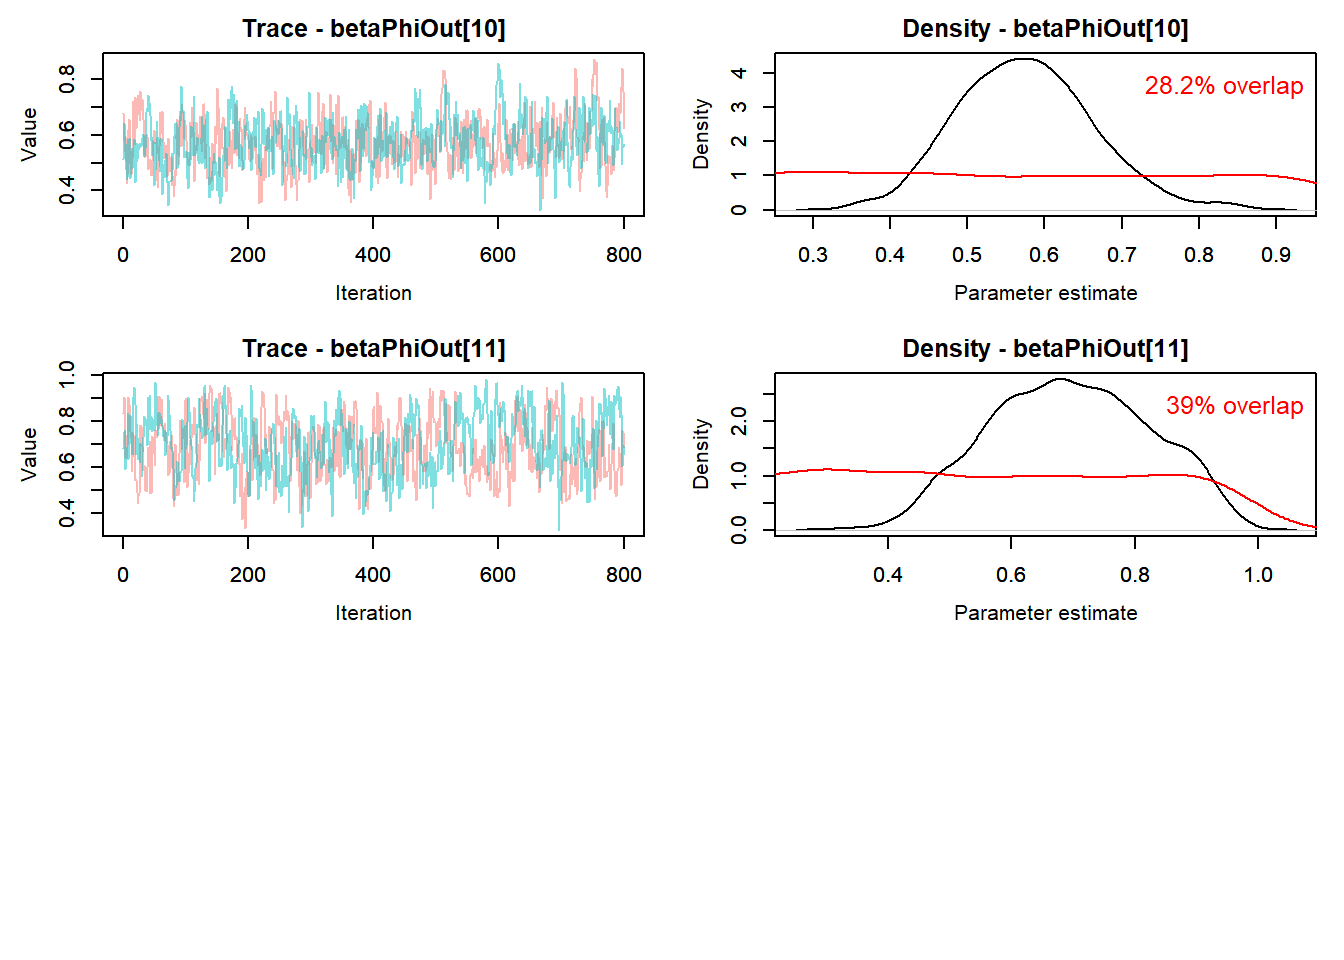 Trace - betaPhiOut[10]
Value
0.4 0.6 0.8
0 200 400 600 800
Iteration
Density - betaPhiOut[10]
28.2% overlap
Density
0 1 2 3 4
0.3 0.4 0.5 0.6 0.7 0.8 0.9
Parameter estimate
Trace - betaPhiOut[11]
Value
0.4 0.6 0.8 1.0
0 200 400 600 800
Iteration
Density - betaPhiOut[11]
39% overlap
Density
0.0 1.0 2.0
0.4 0.6 0.8 1.0
Parameter estimate